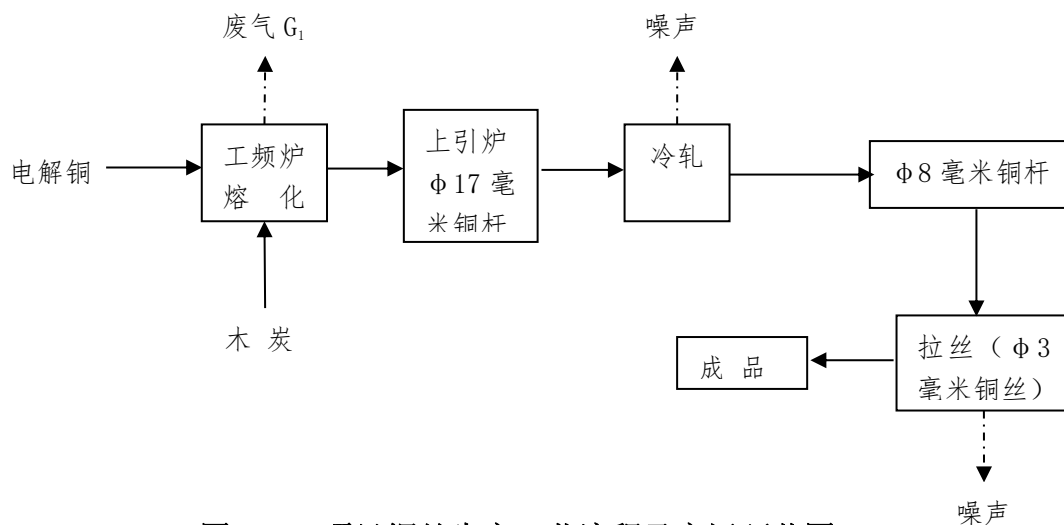 废气 G₁
噪声
电解铜
工频炉
熔 化
上引炉
φ17 毫
米铜杆
冷轧
φ8 毫米铜杆
木 炭
成 品
拉丝（φ3
毫米铜丝）
噪声